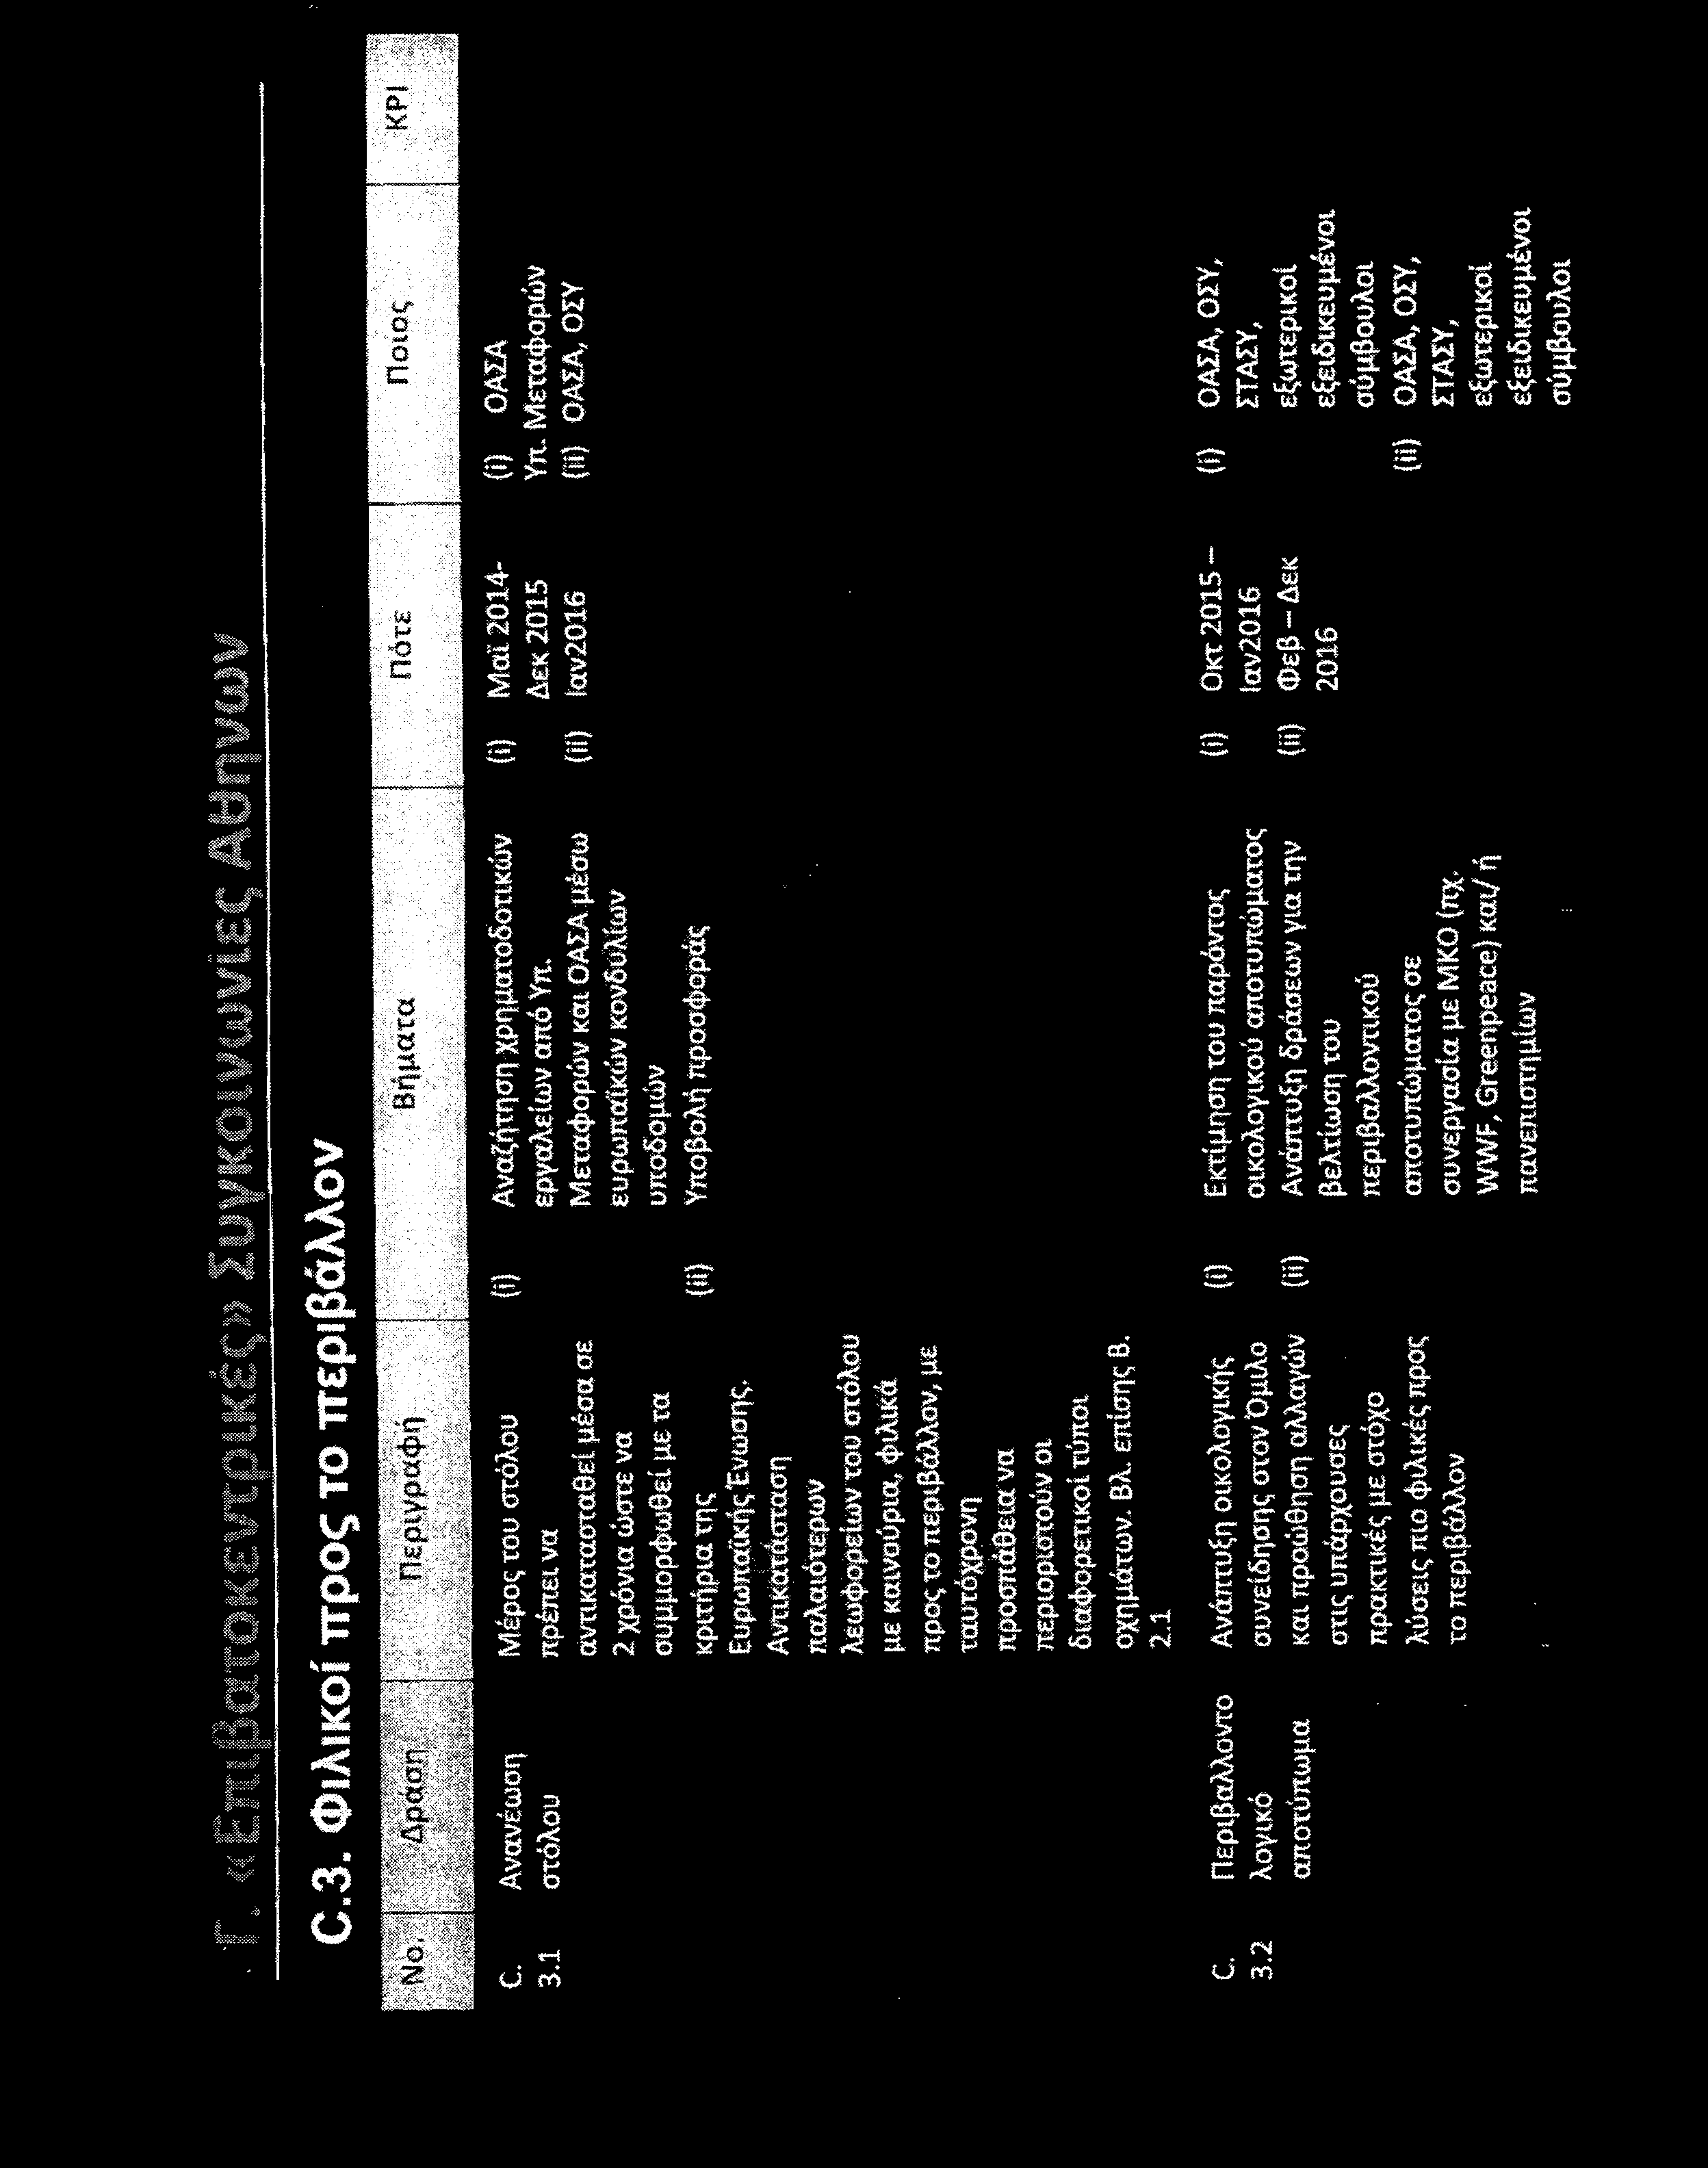 Γ. «Επιβατοκεντρικές» Συγκοινωνίες Αθηνών
C.3. Φιλικοί προς το περιβάλλον
No.
Δράση
Περιγραφή
Βήματα
Πότε
Ποιος
KPI
C.
3.1
Ανανέωση
στόλου
Μέρος του στόλου
πρέπει να
αντικατασταθεί μέσα σε
2 χρόνια ώστε να
συμμορφωθεί με τα
κριτήρια της
Ευρωπαϊκής Ένωσης.
Αντικατάσταση
παλαιότερων
λεωφορείων του στόλου
με καινούρια, φιλικά
προς το περιβάλλον, με
ταυτόχρονη
προσπάθεια να
περιοριστούν οι
διαφορετικοί τύποι
οχημάτων. Βλ. επίσης Β.
2.1
(i) Αναζήτηση χρηματοδοτικών
εργαλείων από Υπ.
Μεταφορών και ΟΑΣΑ μέσω
ευρωπαϊκών κονδυλίων
υποδομών
(ii) Υποβολή προσφοράς
(i) Μαϊ 2014-
Δεκ 2015
(ii) Ιαν2016
(i) ΟΑΣΑ
Υπ. Μεταφορών
(ii) ΟΑΣΑ, ΟΣΥ
C.
3.2
Περιβαλλοντο
λογικό
αποτύπωμα
Ανάπτυξη οικολογικής
συνείδησης στον Όμιλο
και προώθηση αλλαγών
στις υπάρχουσες
πρακτικές με στόχο
λύσεις πιο φιλικές προς
το περιβάλλον
(i) Εκτίμηση του παρόντος
οικολογικού αποτυπώματος
(ii) Ανάπτυξη δράσεων για την
βελτίωση του
περιβαλλοντικού
αποτυπώματος σε
συνεργασία με ΜΚΟ (πχ.
WWF, Greenpeace) και/ ή
πανεπιστημίων
(i) Οκτ 2015 –
Ιαν2016
(ii) Φεβ – Δεκ
2016
(i) ΟΑΣΑ, ΟΣΥ,
ΣΤΑΣΥ,
εξωτερικοί
εξειδικευμένοι
σύμβουλοι
(ii) ΟΑΣΑ, ΟΣΥ,
ΣΤΑΣΥ,
εξωτερικοί
εξειδικευμένοι
σύμβουλοι